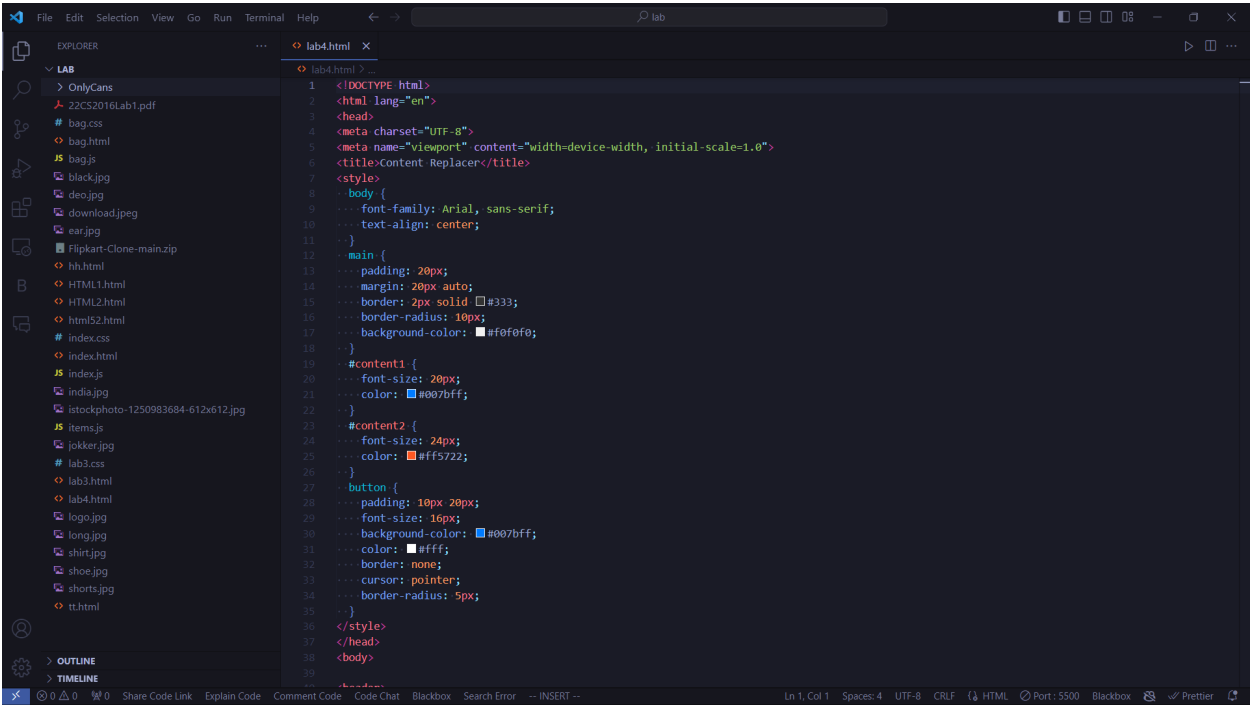 File Edit Selection View Go Run Terminal Help
lab
EXPLORER
LAB
OnlyCans
22CS2016Lab1.pdf
# bag.css
<> bag.html
JS bag.js
black.jpg
deo.jpg
download.jpeg
ear.jpg
Flipkart-Clone-main.zip
<> hh.html
<> HTML1.html
<> HTML2.html
<> html52.html
# index.css
<> index.html
JS index.js
india.jpg
istockphoto-1250983684-612x612.jpg
JS items.js
jokker.jpg
# lab3.css
<> lab3.html
<> lab4.html
logo.jpg
long.jpg
shirt.jpg
shoe.jpg
shorts.jpg
<> tt.html
OUTLINE
TIMELINE
<> lab4.html
<> lab4.html > ...
1 <!DOCTYPE html>
2 <html lang="en">
3 <head>
4 <meta charset="UTF-8">
5 <meta name="viewport" content="width=device-width, initial-scale=1.0">
6 <title>Content Replacer</title>
7 <style>
8 body {
9 font-family: Arial, sans-serif;
10 text-align: center;
11 }
12 main {
13 padding: 20px;
14 margin: 20px auto;
15 border: 2px solid #333;
16 border-radius: 10px;
17 background-color: #f0f0f0;
18 }
19 #content1 {
20 font-size: 20px;
21 color: #007bff;
22 }
23 #content2 {
24 font-size: 24px;
25 color: #ff5722;
26 }
27 button {
28 padding: 10px 20px;
29 font-size: 16px;
30 background-color: #007bff;
31 color: #fff;
32 border: none;
33 cursor: pointer;
34 border-radius: 5px;
35 }
36 </style>
37 </head>
38 <body>
39
0 0 0 Share Code Link Explain Code Comment Code Code Chat Blackbox Search Error -- INSERT -- Ln 1, Col 1 Spaces: 4 UTF-8 CRLF HTML Port : 5500 Blackbox Prettier